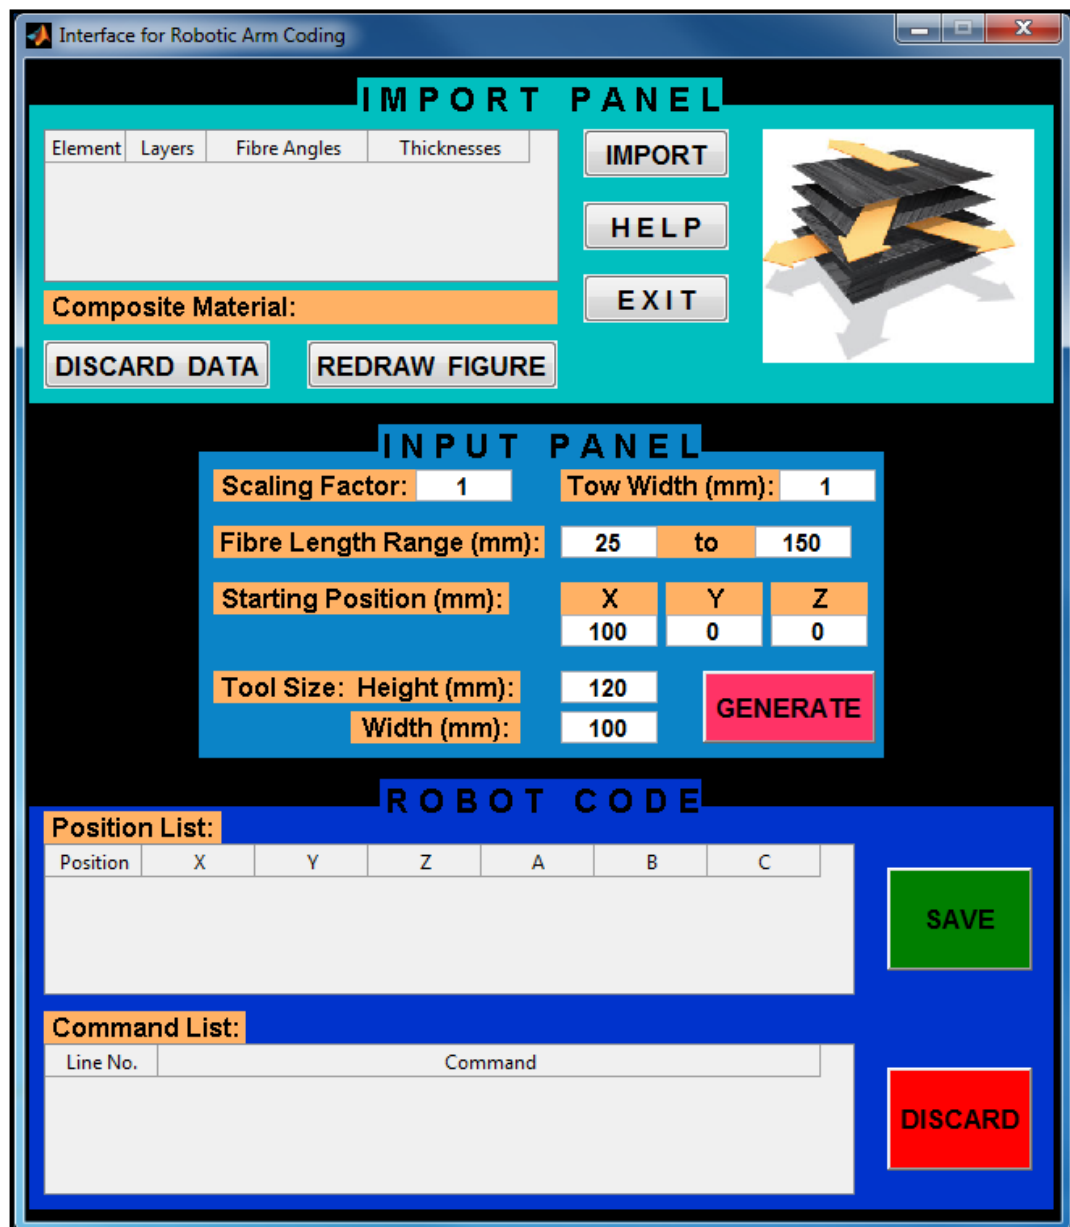 Interface for Robotic Arm Coding
IMPORT PANEL
Element Layers Fibre Angles Thicknesses
IMPORT
HELP
EXIT
Composite Material:
DISCARD DATA REDRAW FIGURE
INPUT PANEL
Scaling Factor: 1 Tow Width (mm): 1
Fibre Length Range (mm): 25 to 150
Starting Position (mm): X Y Z
100 0 0
Tool Size: Height (mm): 120
Width (mm): 100
GENERATE
ROBOT CODE
Position List:
Position X Y Z A B C
SAVE
Command List:
Line No. Command
DISCARD